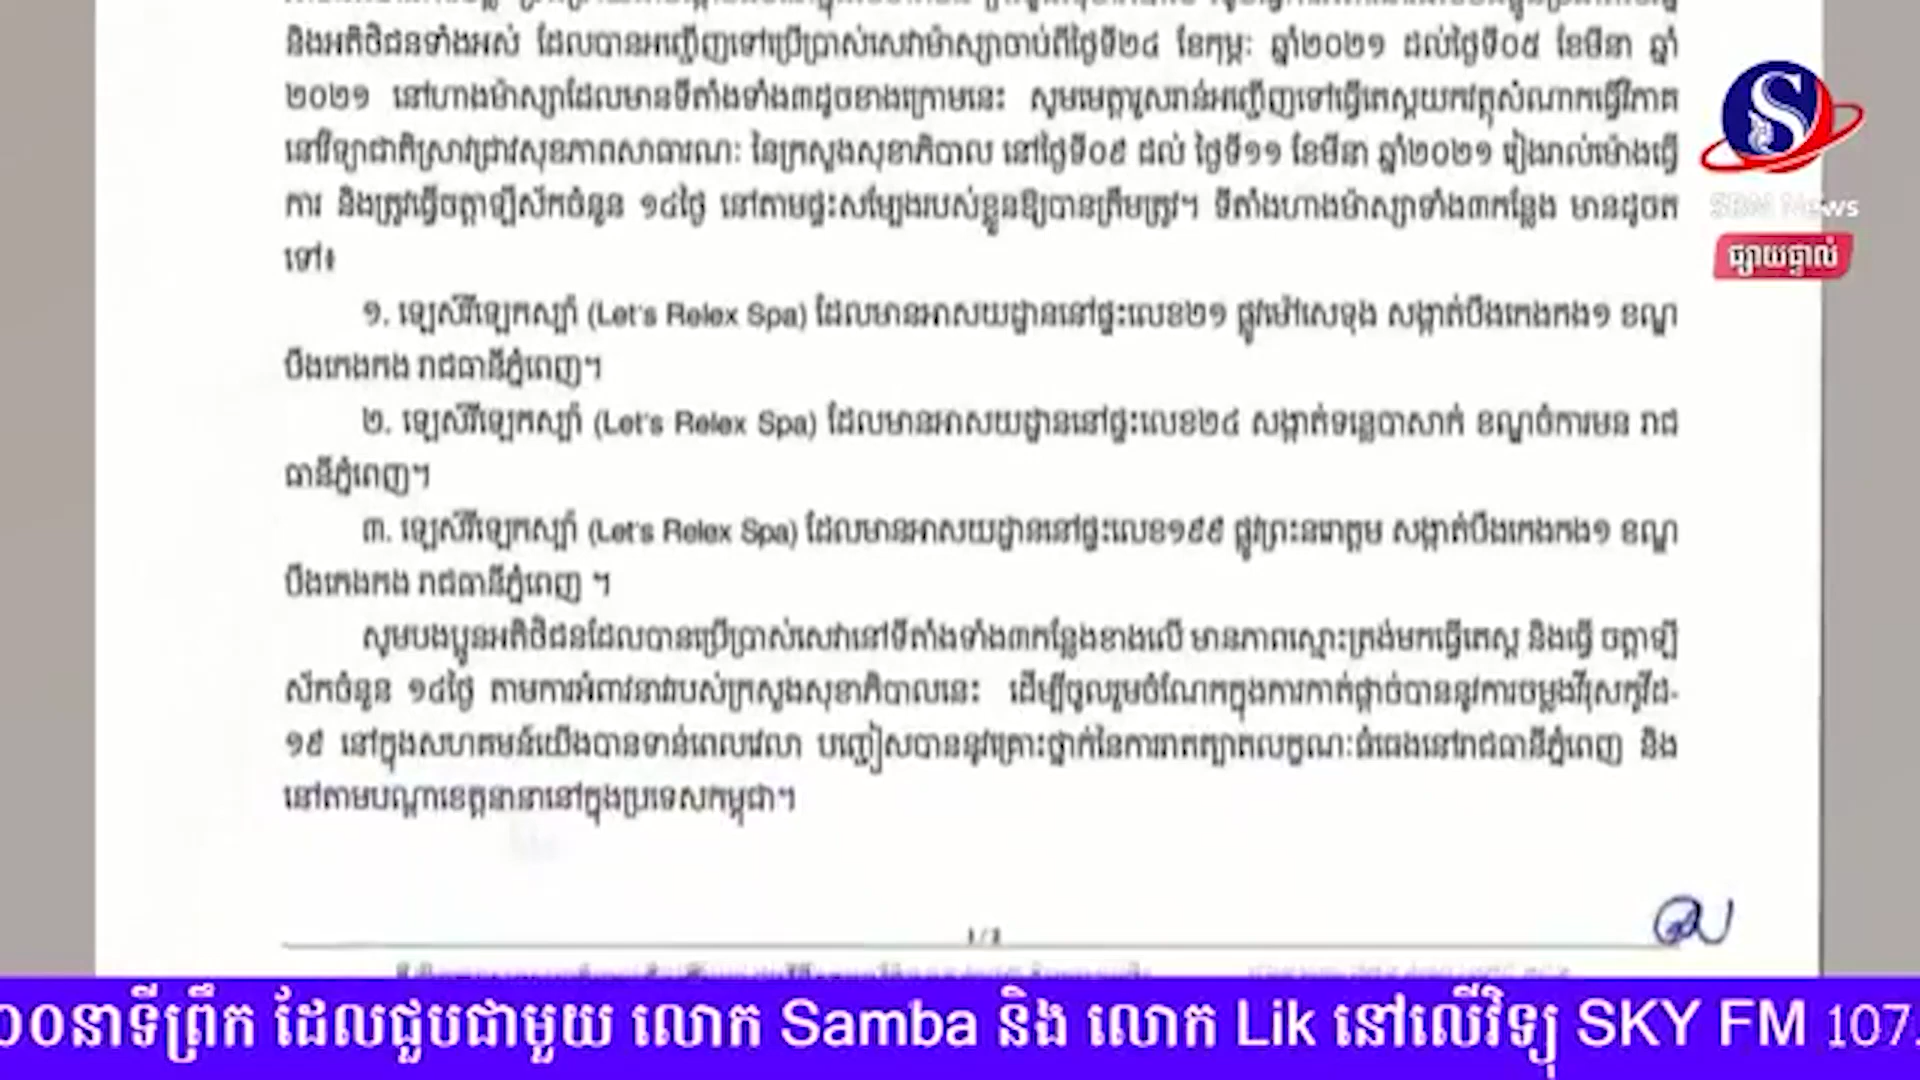 និងអតិថិជនទាំងអស់ ដែលបានអញ្ជើញទៅប្រើប្រាស់សេវាម៉ាស្សាចាប់ពីថ្ងៃទី២៤ ខែកុម្ភៈ ឆ្នាំ២០២១ ដល់ថ្ងៃទី០៥ ខែមីនា ឆ្នាំ
២០២១ នៅហាងម៉ាស្សាដែលមានទីតាំងទាំង៣ដូចខាងក្រោមនេះ សូមមេត្តារួសរាន់អញ្ជើញទៅធ្វើតេស្តយកវត្ថុសំណាកធ្វើវិភាគ
នៅវិទ្យាជាតិស្រាវជ្រាវសុខភាពសាធារណៈ នៃក្រសួងសុខាភិបាល នៅថ្ងៃទី០៩ ដល់ ថ្ងៃទី១១ ខែមីនា ឆ្នាំ២០២១ រៀងរាល់ម៉ោងធ្វើ
ការ និងត្រូវធ្វើចត្តាឡីស័កចំនួន ១៤ថ្ងៃ នៅតាមផ្ទះសម្បែងរបស់ខ្លួនឱ្យបានត្រឹមត្រូវ។ ទីតាំងហាងម៉ាស្សាទាំង៣កន្លែង មានដូចត
ទៅ៖
១. ឡេស៍រីឡេកស្ប៉ា (Let's Relex Spa) ដែលមានអាសយដ្ឋាននៅផ្ទះលេខ២១ ផ្លូវម៉ៅសេទុង សង្កាត់បឹងកេងកង១ ខណ្ឌ
បឹងកេងកង រាជធានីភ្នំពេញ។
២. ឡេស៍រីឡេកស្ប៉ា (Let's Relex Spa) ដែលមានអាសយដ្ឋាននៅផ្ទះលេខ២៤ សង្កាត់ទន្លេបាសាក់ ខណ្ឌចំការមន រាជ
ធានីភ្នំពេញ។
៣. ឡេស៍រីឡេកស្ប៉ា (Let's Relex Spa) ដែលមានអាសយដ្ឋាននៅផ្ទះលេខ១៩៩ ផ្លូវព្រះនរោត្តម សង្កាត់បឹងកេងកង១ ខណ្ឌ
បឹងកេងកង រាជធានីភ្នំពេញ ។
សូមបងប្អូនអតិថិជនដែលបានប្រើប្រាស់សេវានៅទីតាំងទាំង៣កន្លែងខាងលើ មានភាពស្មោះត្រង់មកធ្វើតេស្ត និងធ្វើ ចត្តាឡី
ស័កចំនួន ១៤ថ្ងៃ តាមការអំពាវនាវរបស់ក្រសួងសុខាភិបាលនេះ ដើម្បីចូលរួមចំណែកក្នុងការកាត់ផ្តាច់បាននូវការចម្លងវីរុសកូវីដ-
១៩ នៅក្នុងសហគមន៍យើងបានទាន់ពេលវេលា បញ្ចៀសបាននូវគ្រោះថ្នាក់នៃការរាតត្បាតលក្ខណៈធំធេងនៅរាជធានីភ្នំពេញ និង
នៅតាមបណ្តាខេត្តនានានៅក្នុងប្រទេសកម្ពុជា។
SBM News
ផ្សាយផ្ទាល់
០០នាទីព្រឹក ដែលជួបជាមួយ លោក Samba និង លោក Lik នៅលើវិទ្យុ SKY FM 107.